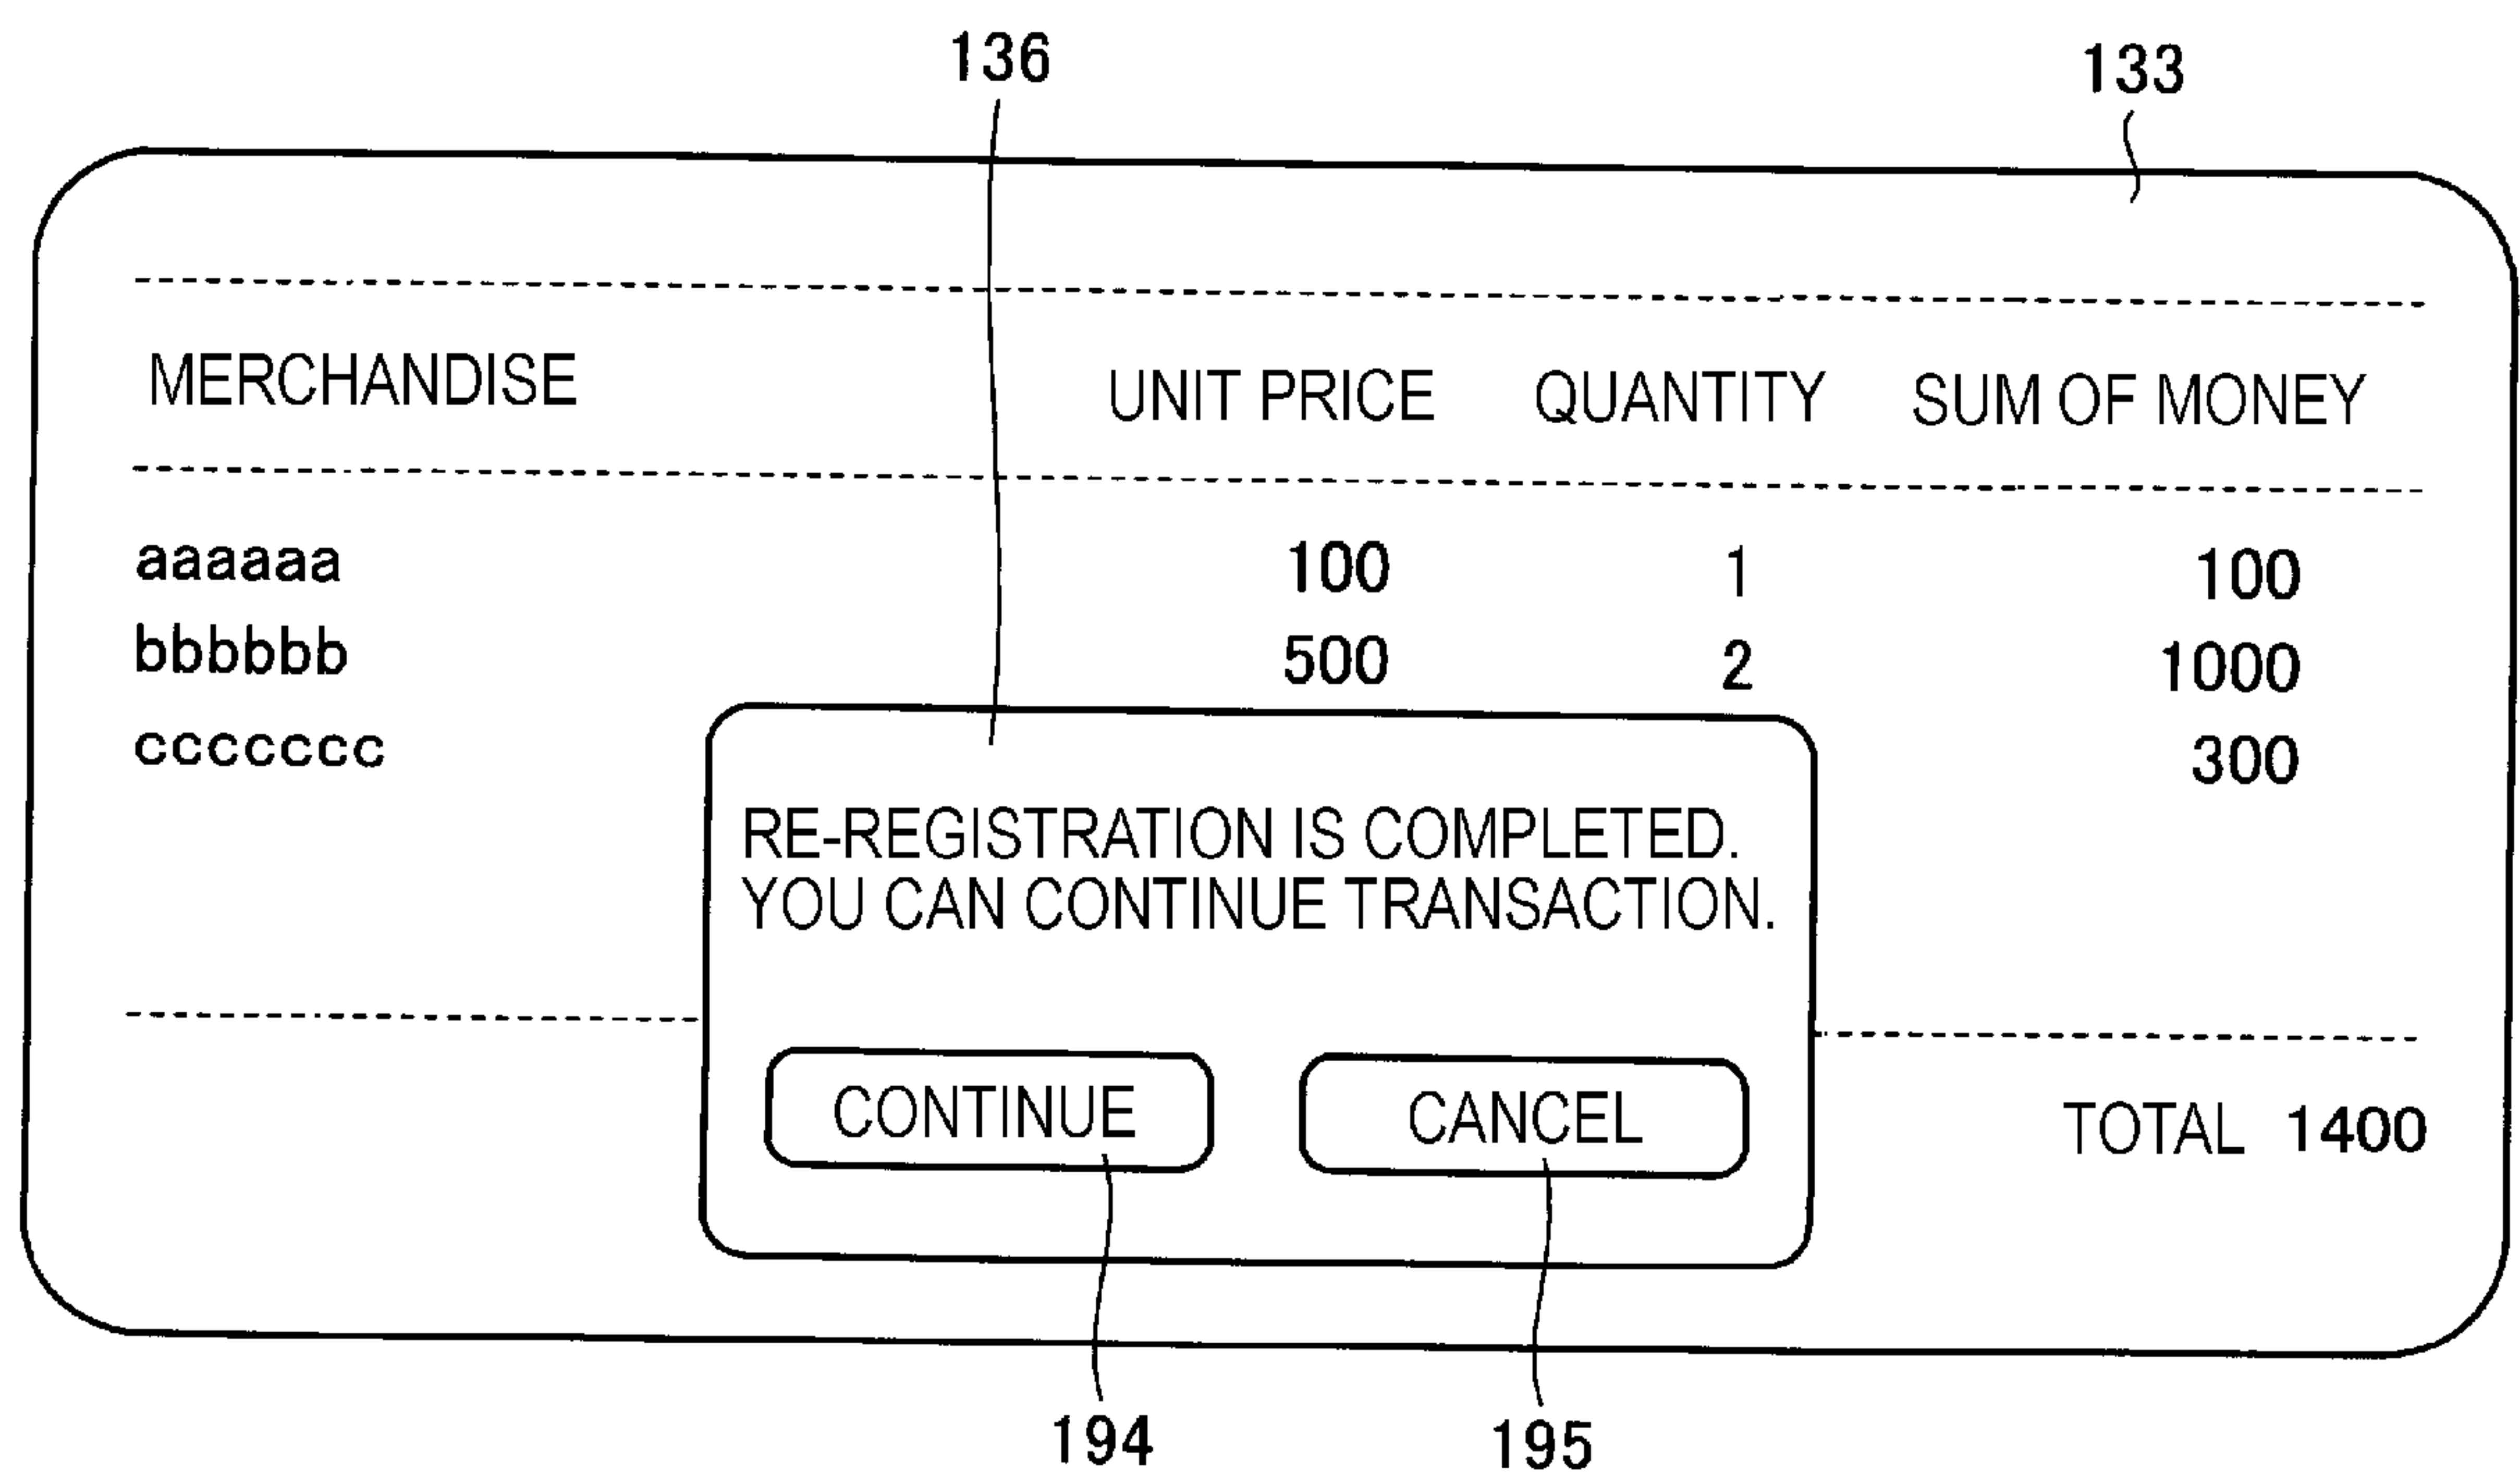 136 133
MERCHANDISE UNIT PRICE QUANTITY SUM OF MONEY
aaaaaa 100 1 100
bbbbbb 500 2 1000
ccccccc 300
RE-REGISTRATION IS COMPLETED.
YOU CAN CONTINUE TRANSACTION.
CONTINUE CANCEL TOTAL 1400
194 195